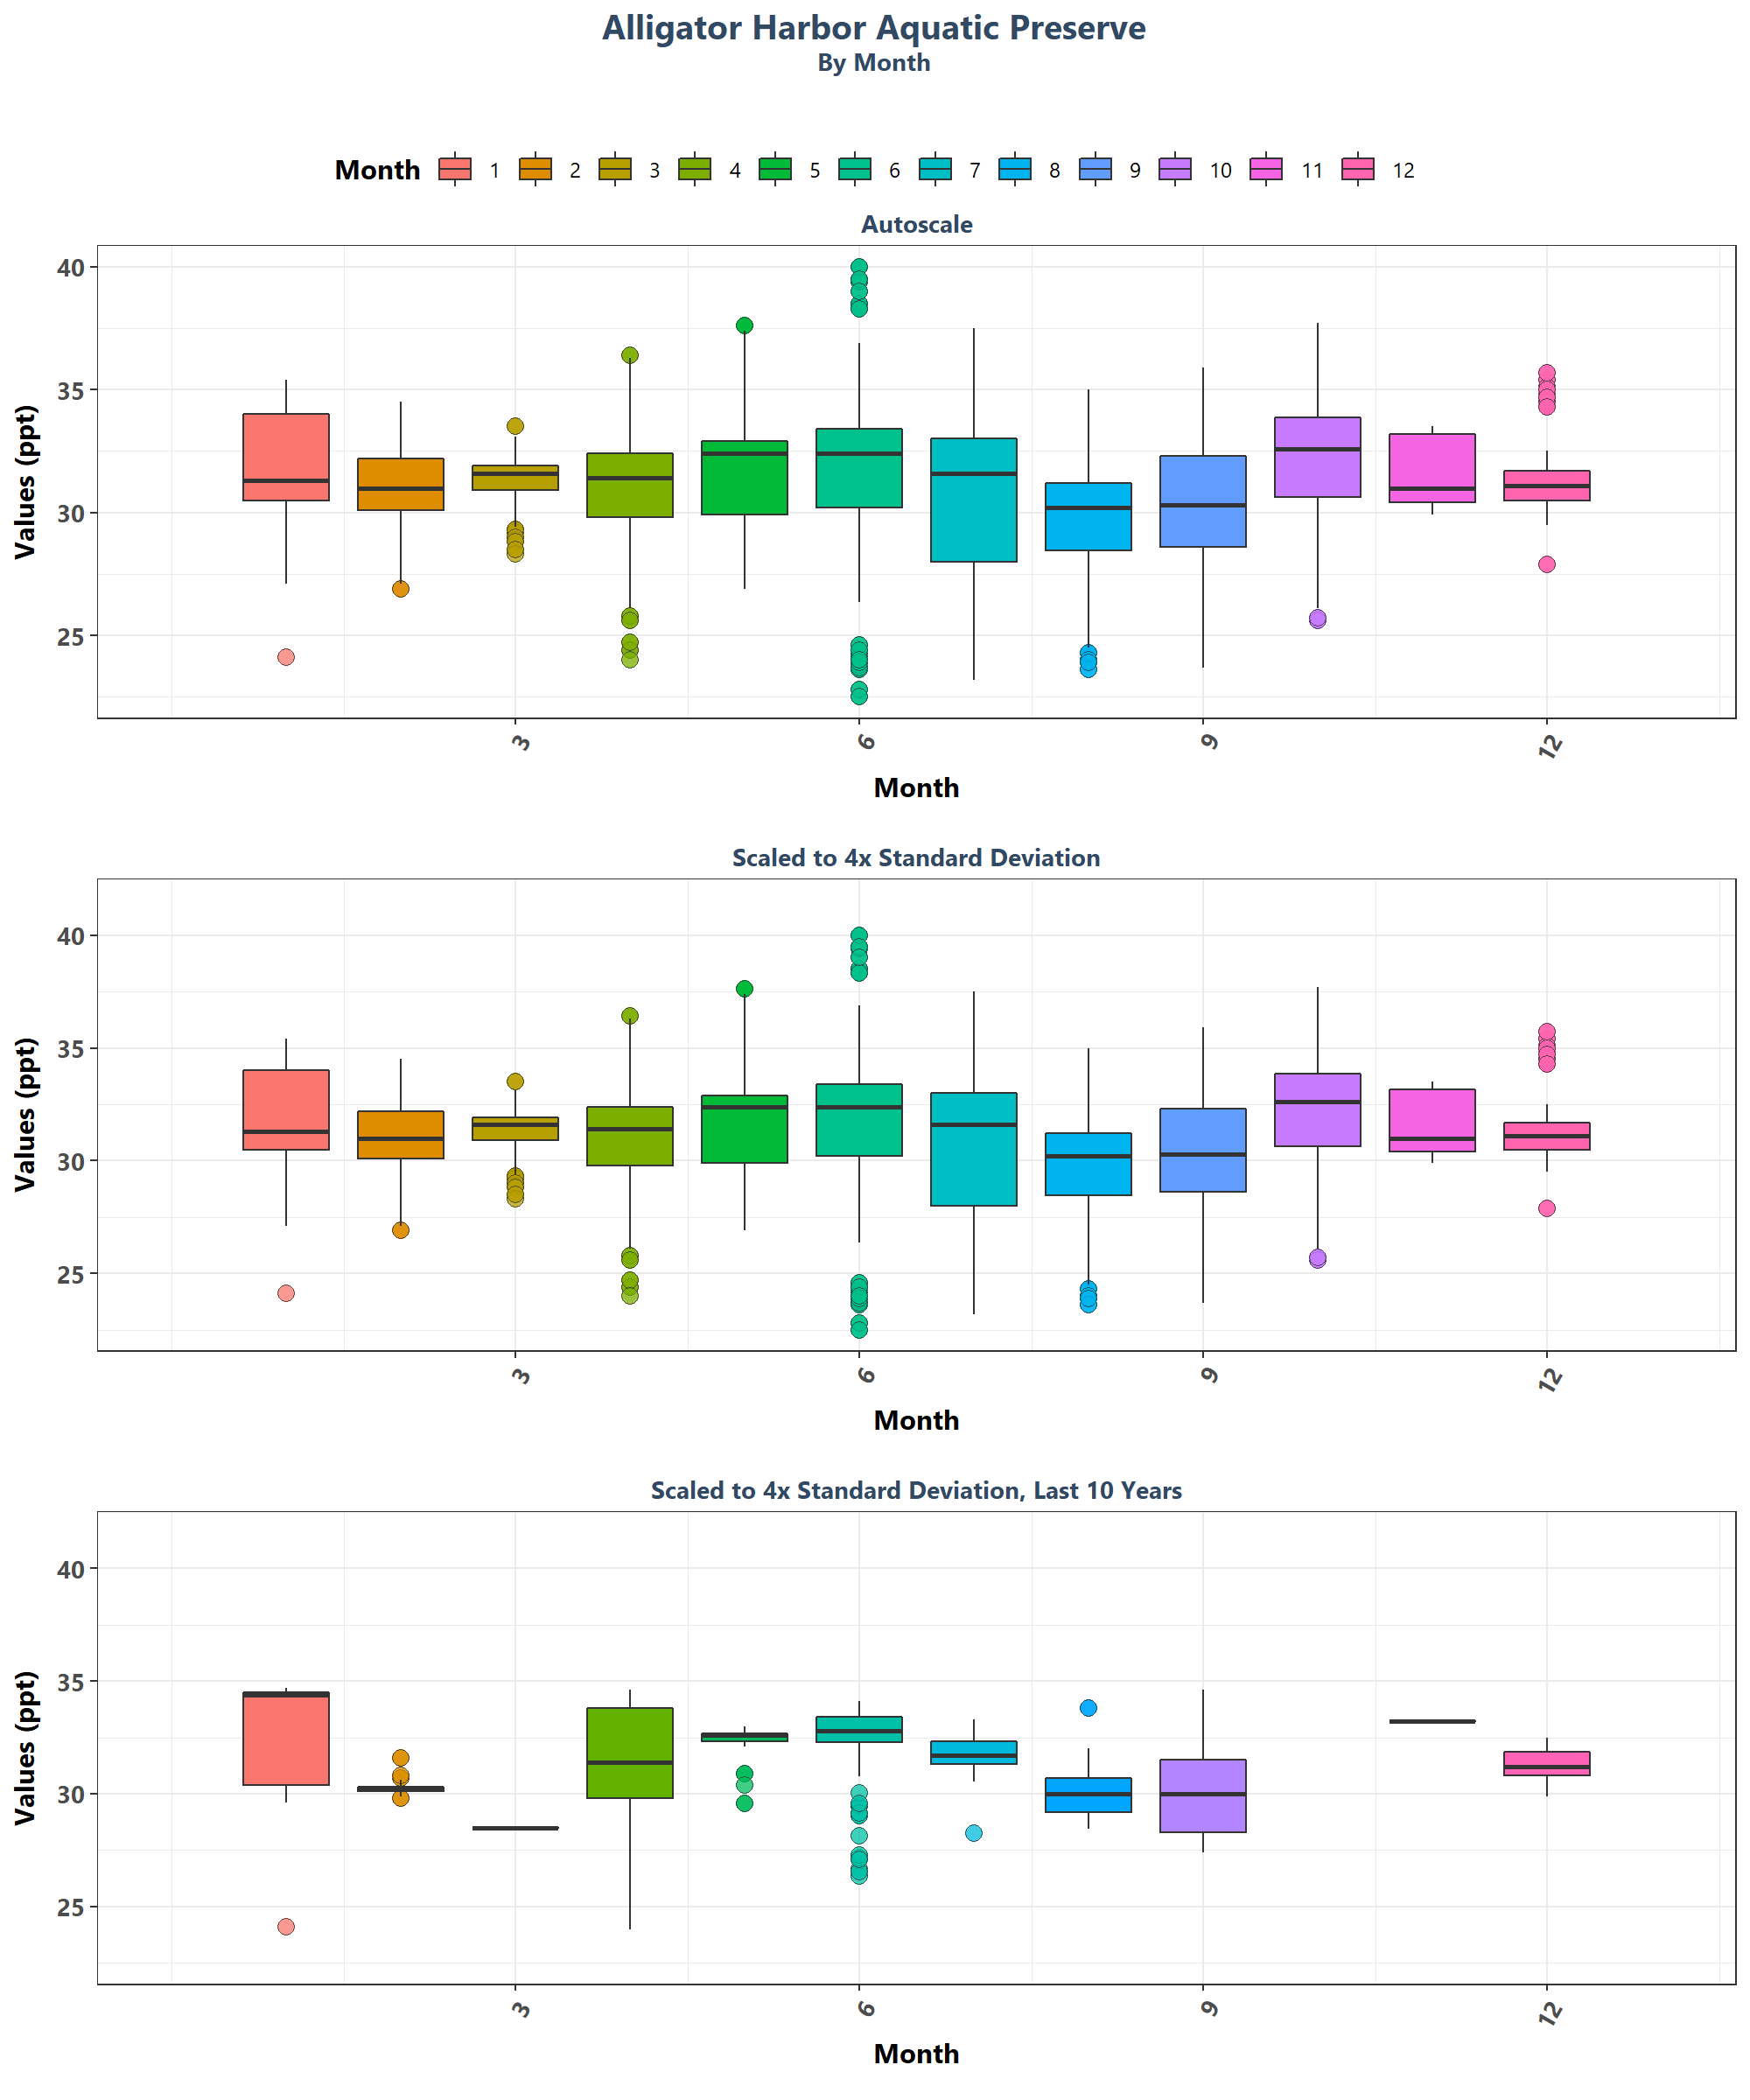 Alligator Harbor Aquatic Preserve
By Month
Month 1 2 3 4 5 6 7 8 9 10 11 12
Autoscale
Values (ppt)
40
35
30
25
3 6 9 12
Month
Scaled to 4x Standard Deviation
Values (ppt)
40
35
30
25
3 6 9 12
Month
Scaled to 4x Standard Deviation, Last 10 Years
Values (ppt)
40
35
30
25
3 6 9 12
Month